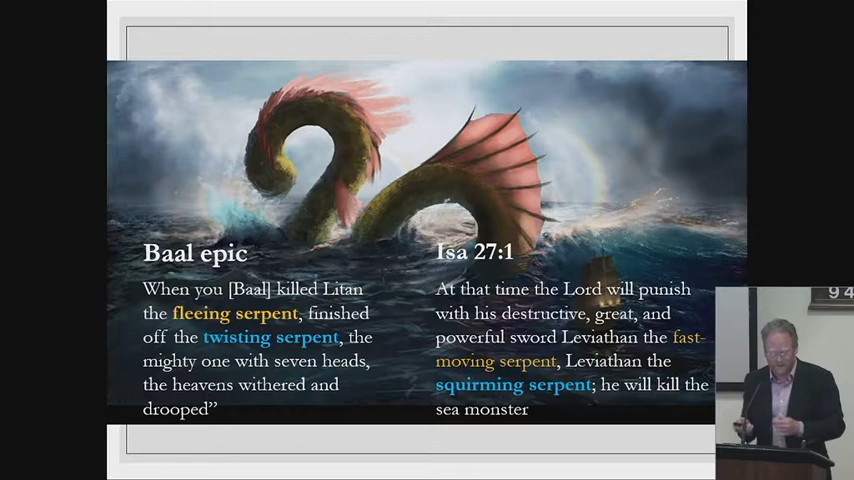 Baal epic
When you [Baal] killed Litan
the fleeing serpent, finished
off the twisting serpent, the
mighty one with seven heads,
the heavens withered and
drooped”
Isa 27:1
At that time the Lord will punish
with his destructive, great, and
powerful sword Leviathan the fast-
moving serpent, Leviathan the
squirming serpent; he will kill the
sea monster
94